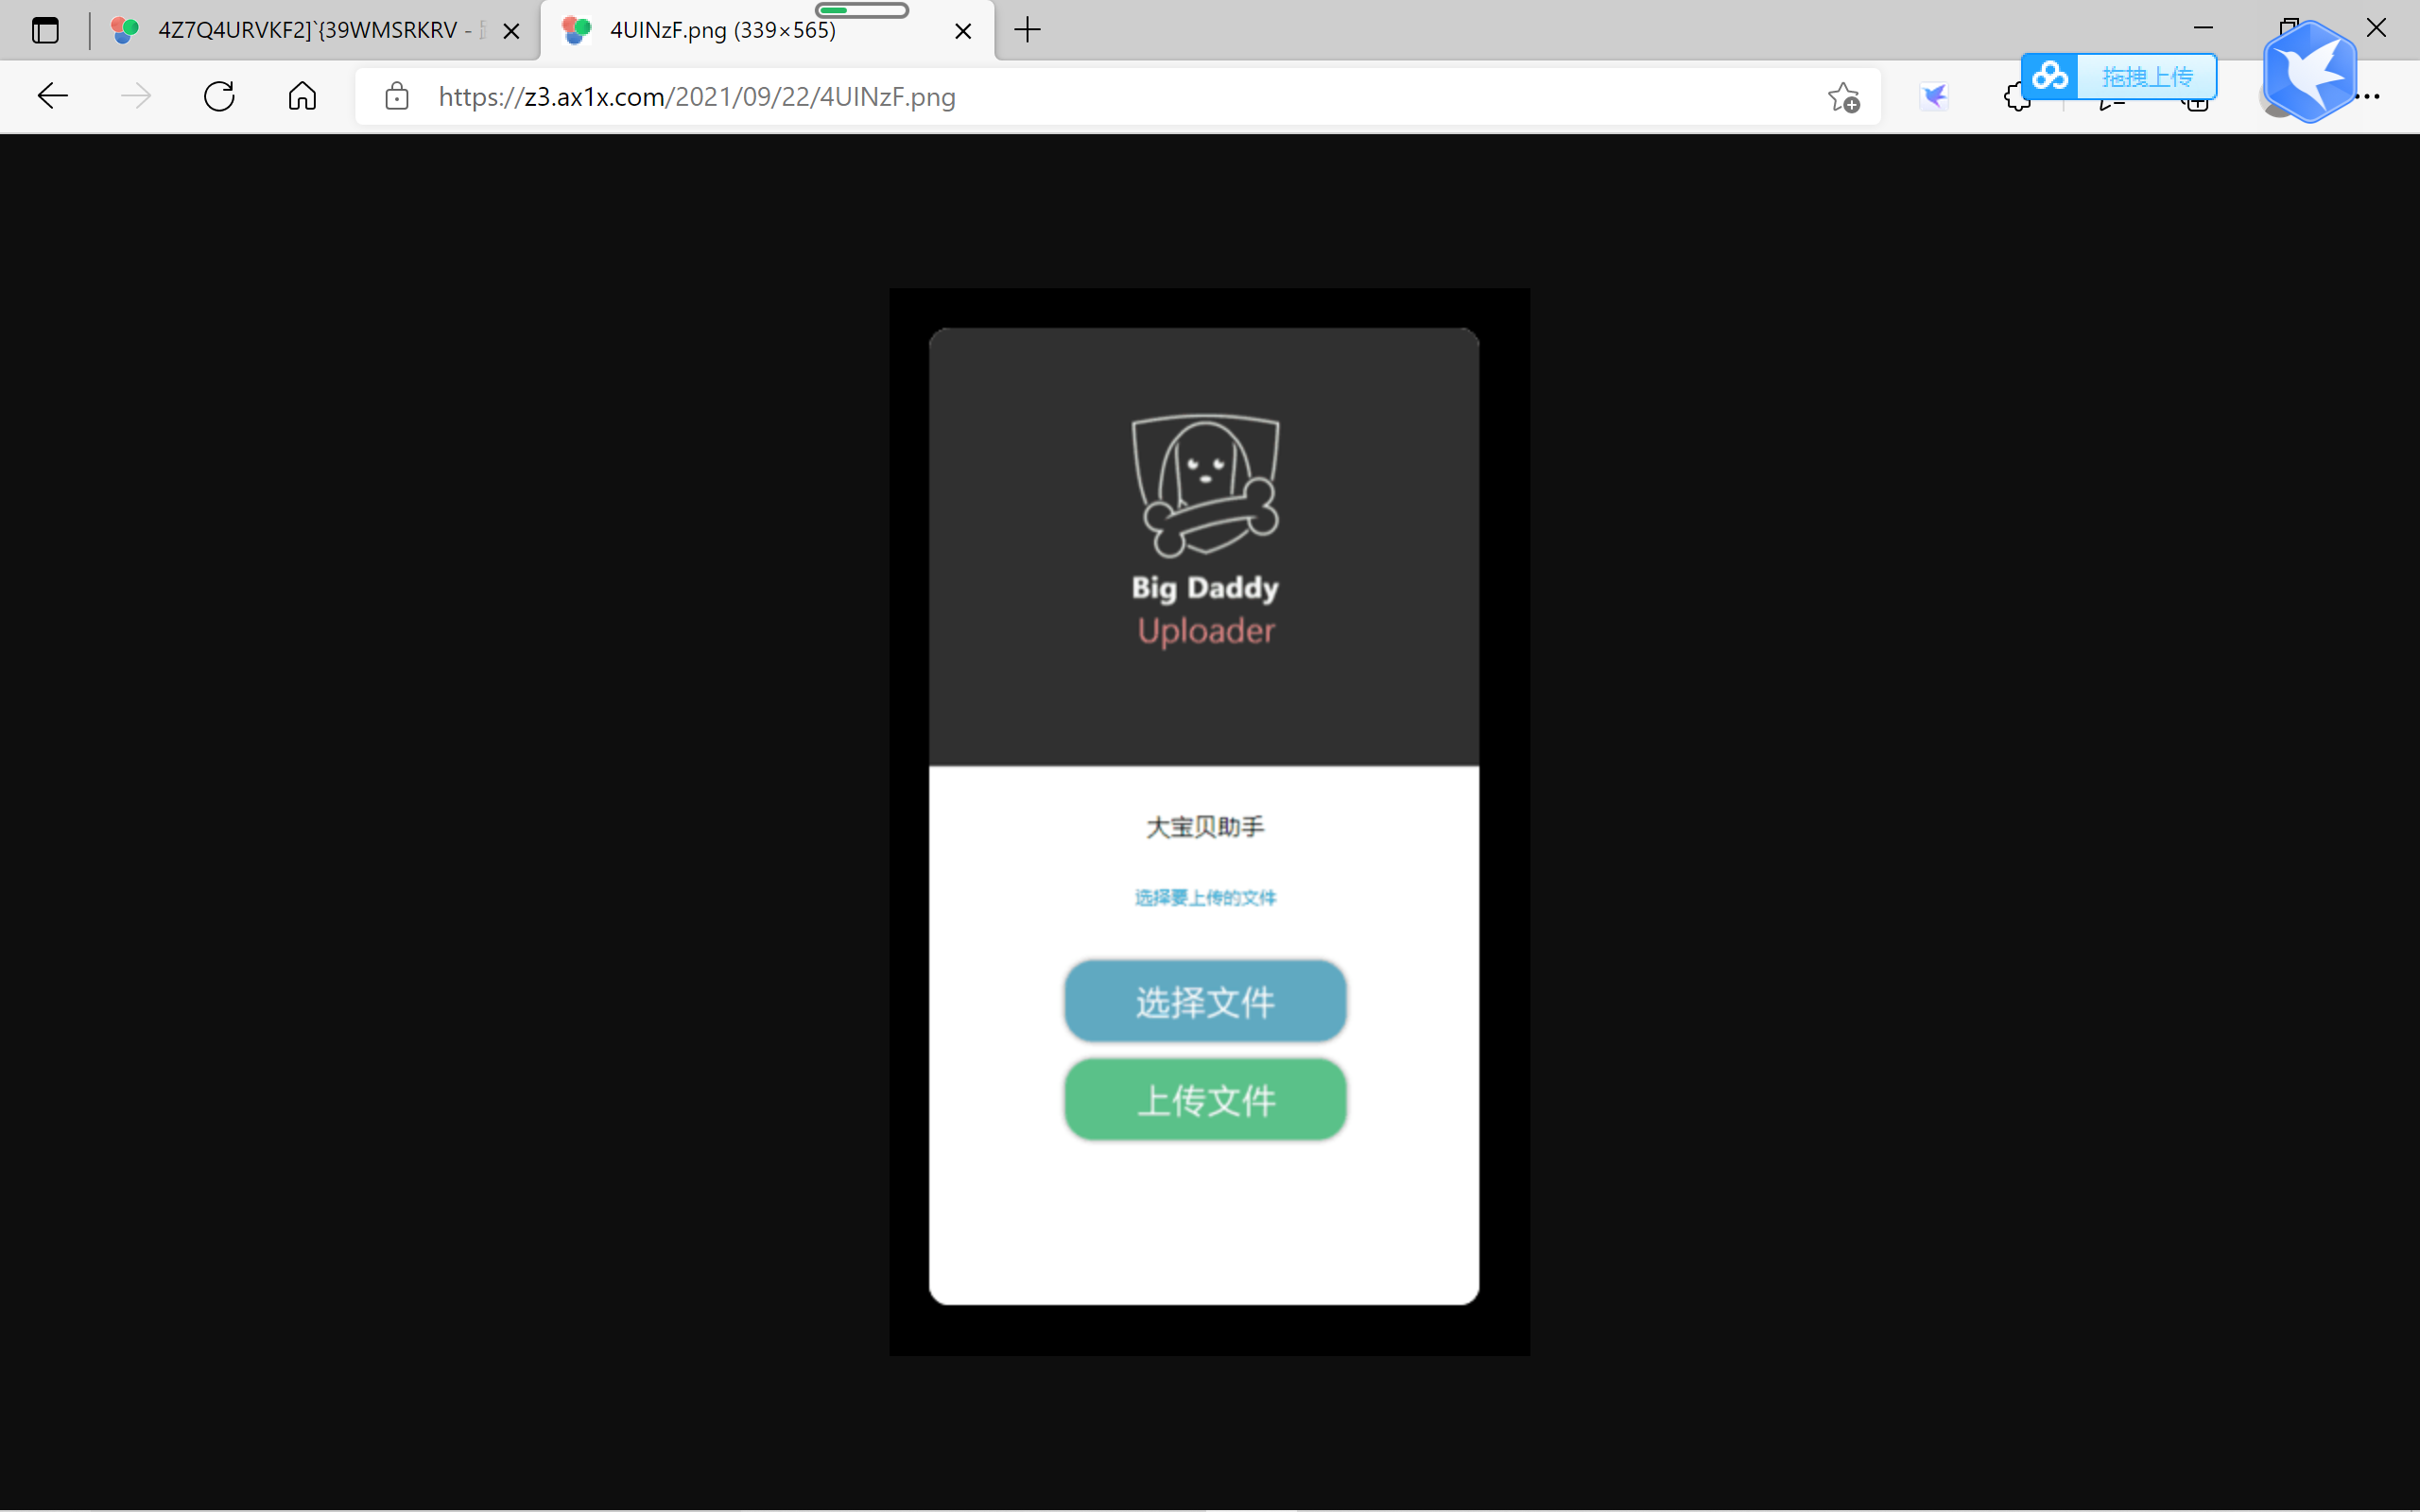 4Z7Q4URVKF2]`{39WMSRKRV -
4UINzF.png (339×565)
https://z3.ax1x.com/2021/09/22/4UINzF.png
拖拽上传
Big Daddy
Uploader
大宝贝助手
选择要上传的文件
选择文件
上传文件